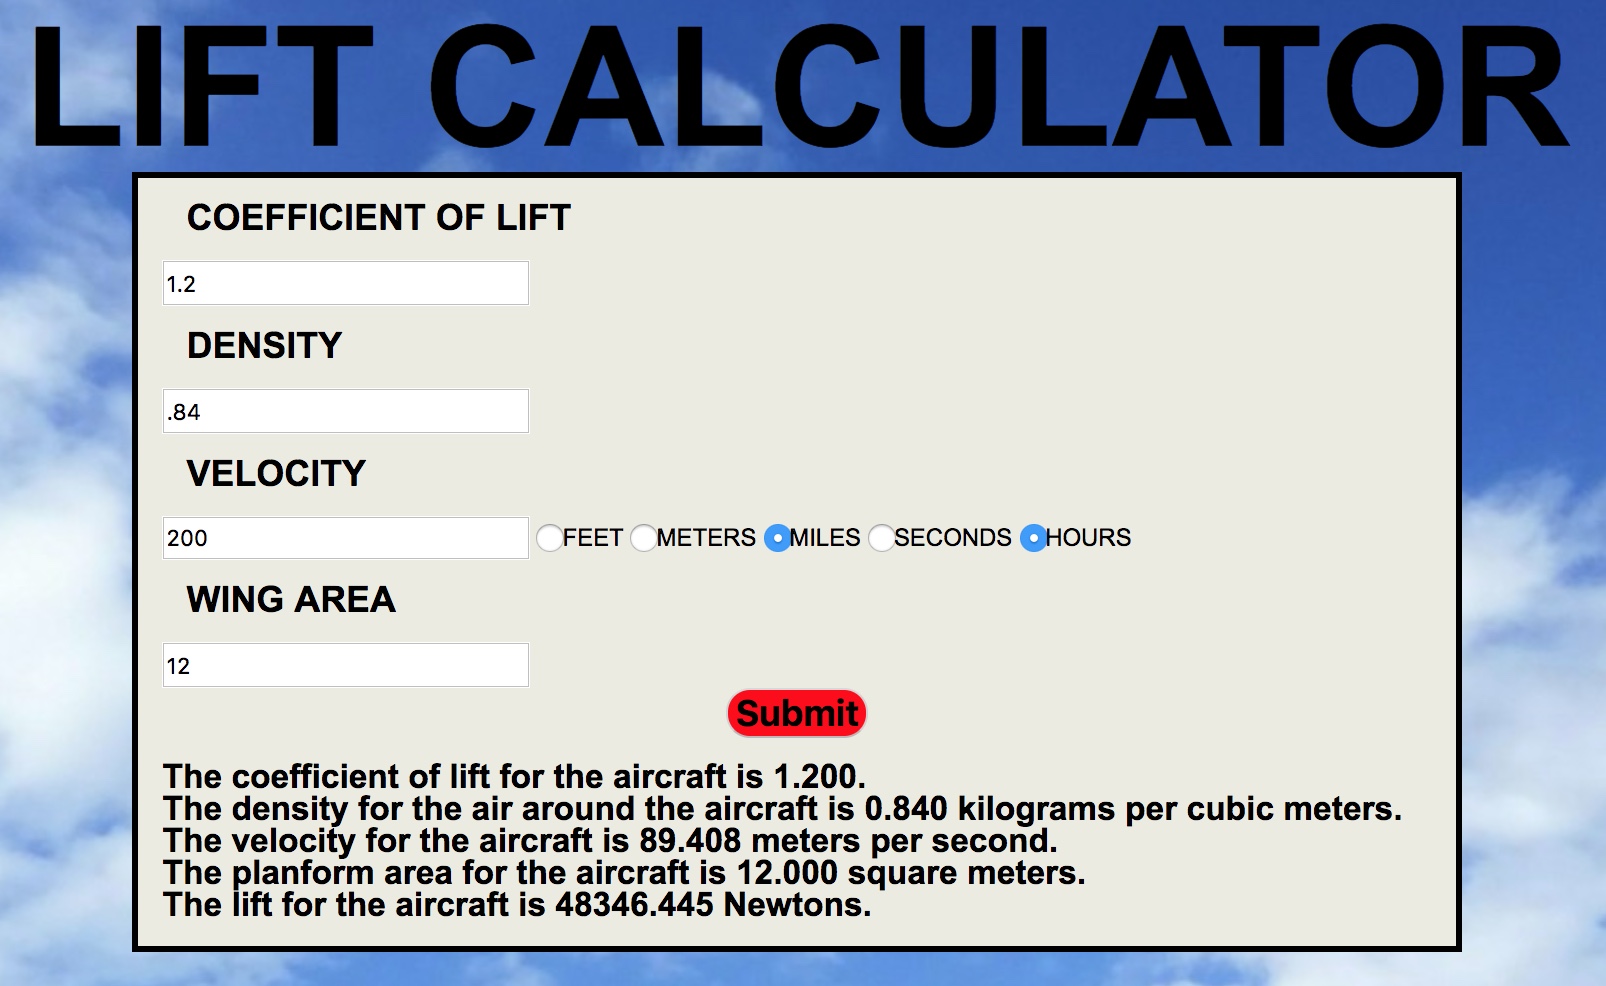 LIFT CALCULATOR
COEFFICIENT OF LIFT
1.2
DENSITY
.84
VELOCITY
200 FEET METERS MILES SECONDS HOURS
WING AREA
12
Submit
The coefficient of lift for the aircraft is 1.200.
The density for the air around the aircraft is 0.840 kilograms per cubic meters.
The velocity for the aircraft is 89.408 meters per second.
The planform area for the aircraft is 12.000 square meters.
The lift for the aircraft is 48346.445 Newtons.